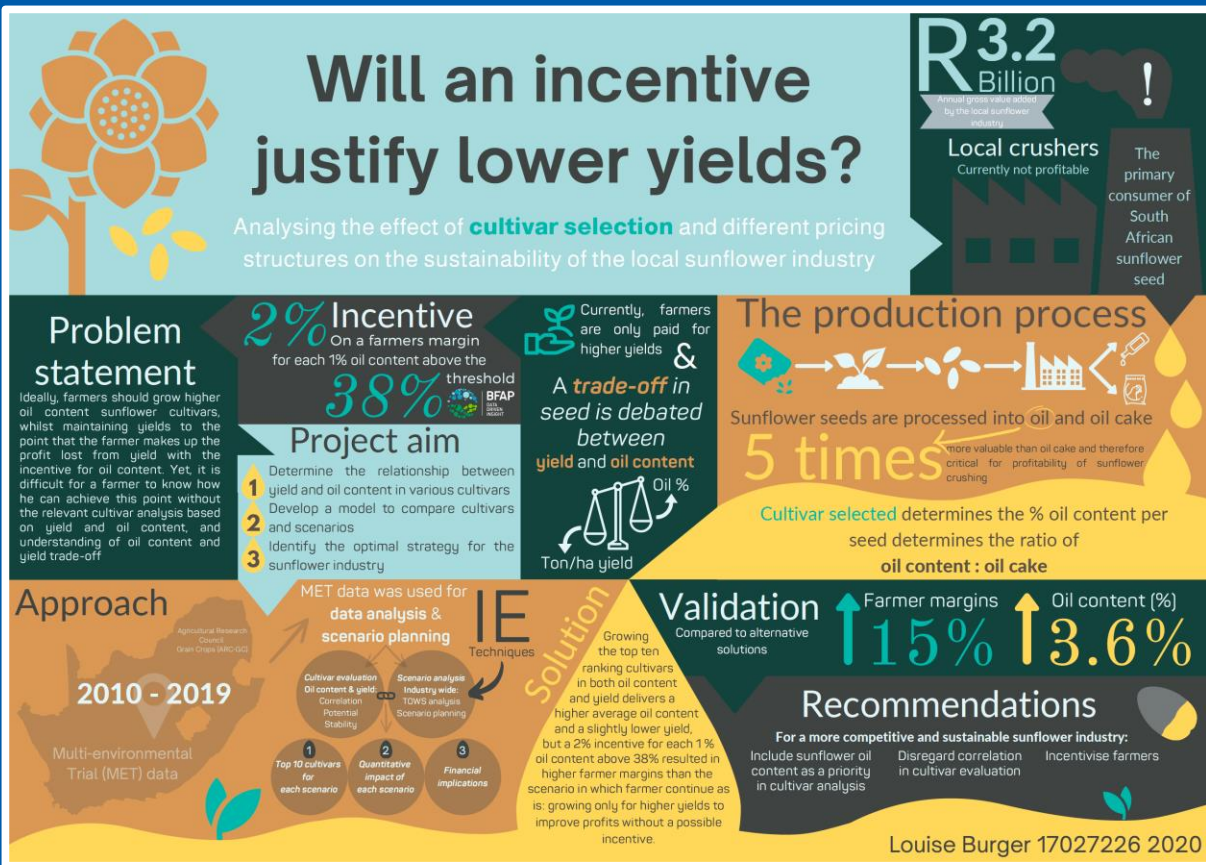 Will an incentive
justify lower yields?
Analysing the effect of cultivar selection and different pricing
structures on the sustainability of the local sunflower industry
R 3.2
Billion
Annual gross value added
by the local sunflower
industry
Local crushers
Currently not profitable
!
The
primary
consumer of
South
African
sunflower
seed
Problem
statement
Ideally, farmers should grow higher
oil content sunflower cultivars,
whilst maintaining yields to the
point that the farmer makes up the
profit lost from yield with the
incentive for oil content. Yet, it is
difficult for a farmer to know how
he can achieve this point without
the relevant cultivar analysis based
on yield and oil content, and
understanding of oil content and
yield trade-off
2% Incentive
On a farmers margin
for each 1% oil content above the
38% threshold
BFAP
DATA
DRIVEN
INSIGHT
Project aim
1 Determine the relationship between
yield and oil content in various cultivars
2 Develop a model to compare cultivars
and scenarios
3 Identify the optimal strategy for the
sunflower industry
Currently, farmers
are only paid for
higher yields &
A trade-off in
seed is debated
between
yield and oil content
Oil %
Ton/ha yield
The production process
Sunflower seeds are processed into oil and oil cake
5 times more valuable than oil cake and therefore
critical for profitability of sunflower
crushing
Cultivar selected determines the % oil content per
seed determines the ratio of
oil content : oil cake
Approach
Agricultural Research
Council
Grain Crops (ARC-GC)
2010 - 2019
Multi-environmental
Trial (MET) data
MET data was used for
data analysis &
scenario planning
IE
Techniques
Cultivar evaluation
Oil content & yield:
Correlation
Potential
Stability
Scenario analysis
Industry wide:
TOWS analysis
Scenario planning
1
Top 10 cultivars
for
each scenario
2
Quantitative
impact of
each scenario
3
Financial
implications
Solution
Growing
the top ten
ranking cultivars
in both oil content
and yield delivers a
higher average oil content
and a slightly lower yield,
but a 2% incentive for each 1 %
oil content above 38% resulted in
higher farmer margins than the
scenario in which farmer continue as
is: growing only for higher yields to
improve profits without a possible
incentive.
Validation
Compared to alternative
solutions
Farmer margins
15%
Oil content (%)
3.6%
Recommendations
For a more competitive and sustainable sunflower industry:
Include sunflower oil
content as a priority
in cultivar analysis
Disregard correlation
in cultivar evaluation
Incentivise farmers
Louise Burger 17027226 2020